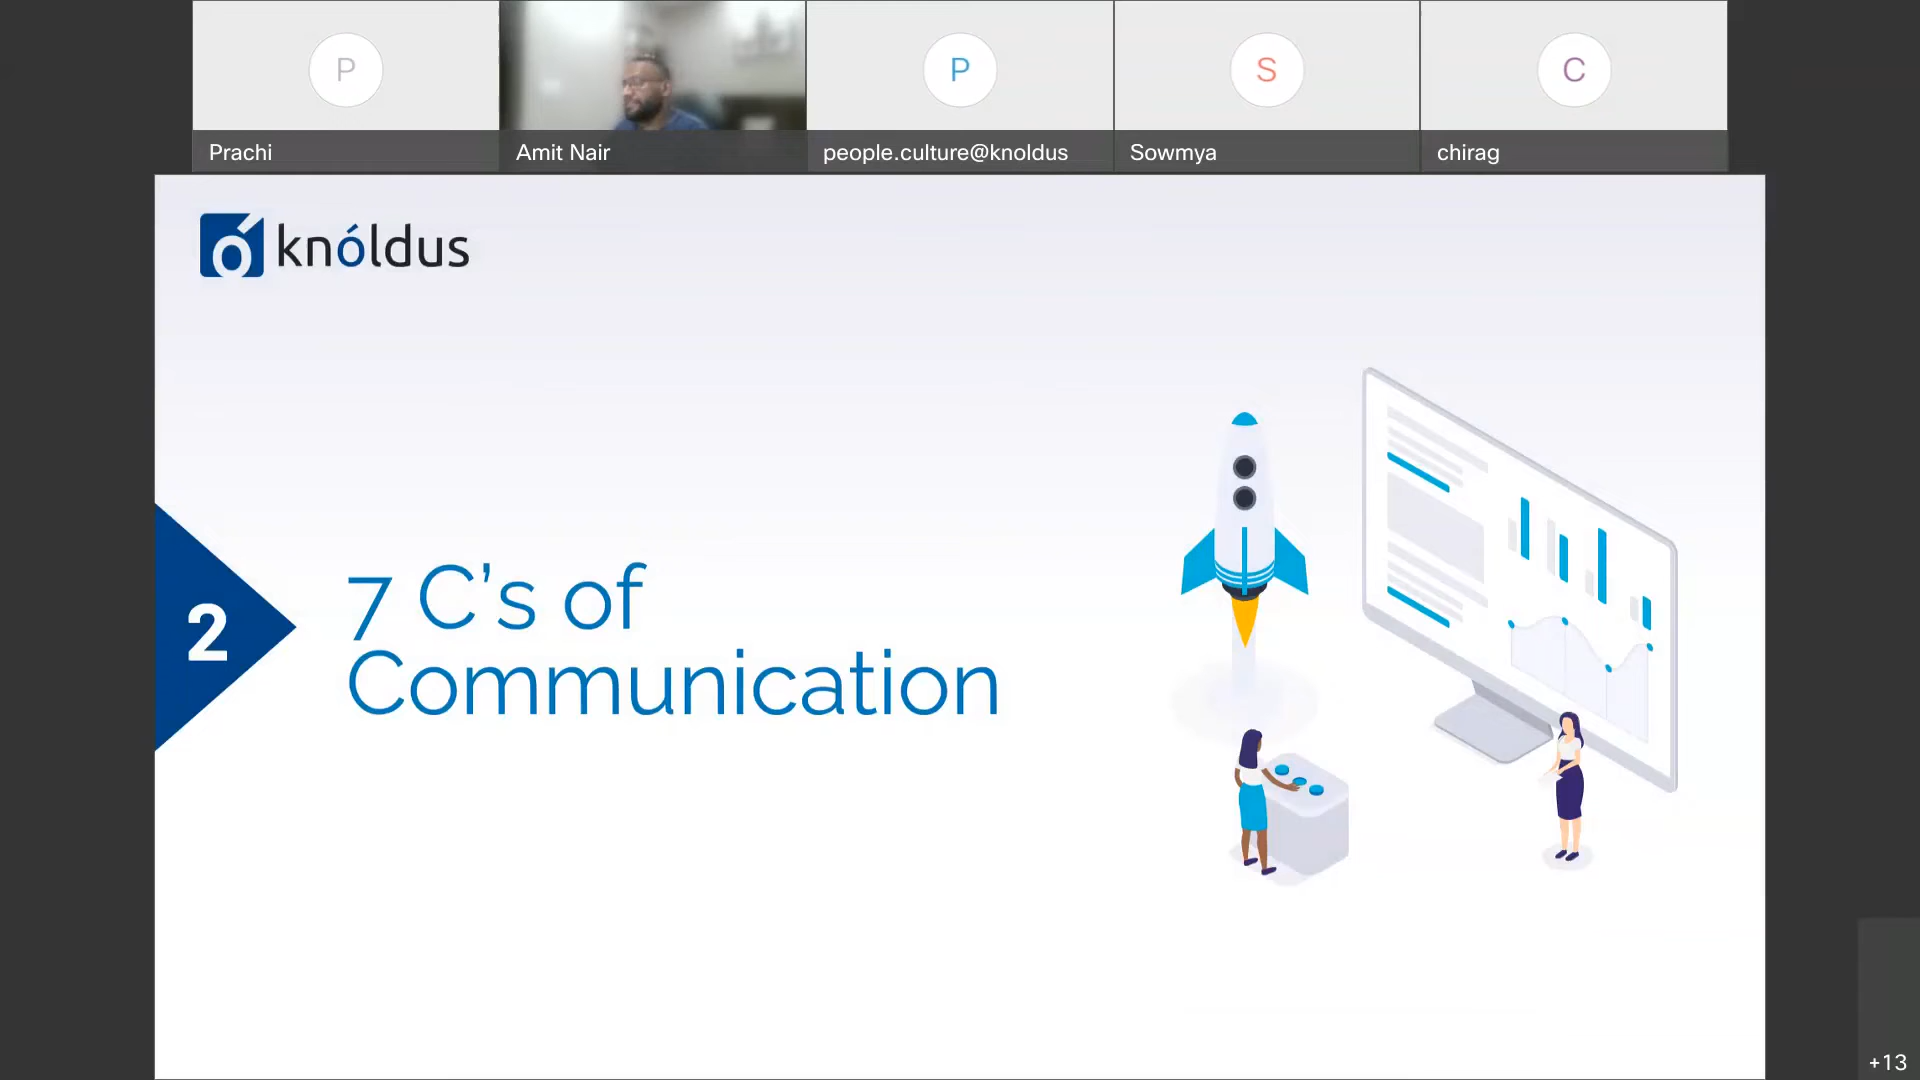 P
P
S
C
Prachi
Amit Nair
people.culture@knoldus
Sowmya
chirag
knóldus
2
7 C’s of
Communication
+13